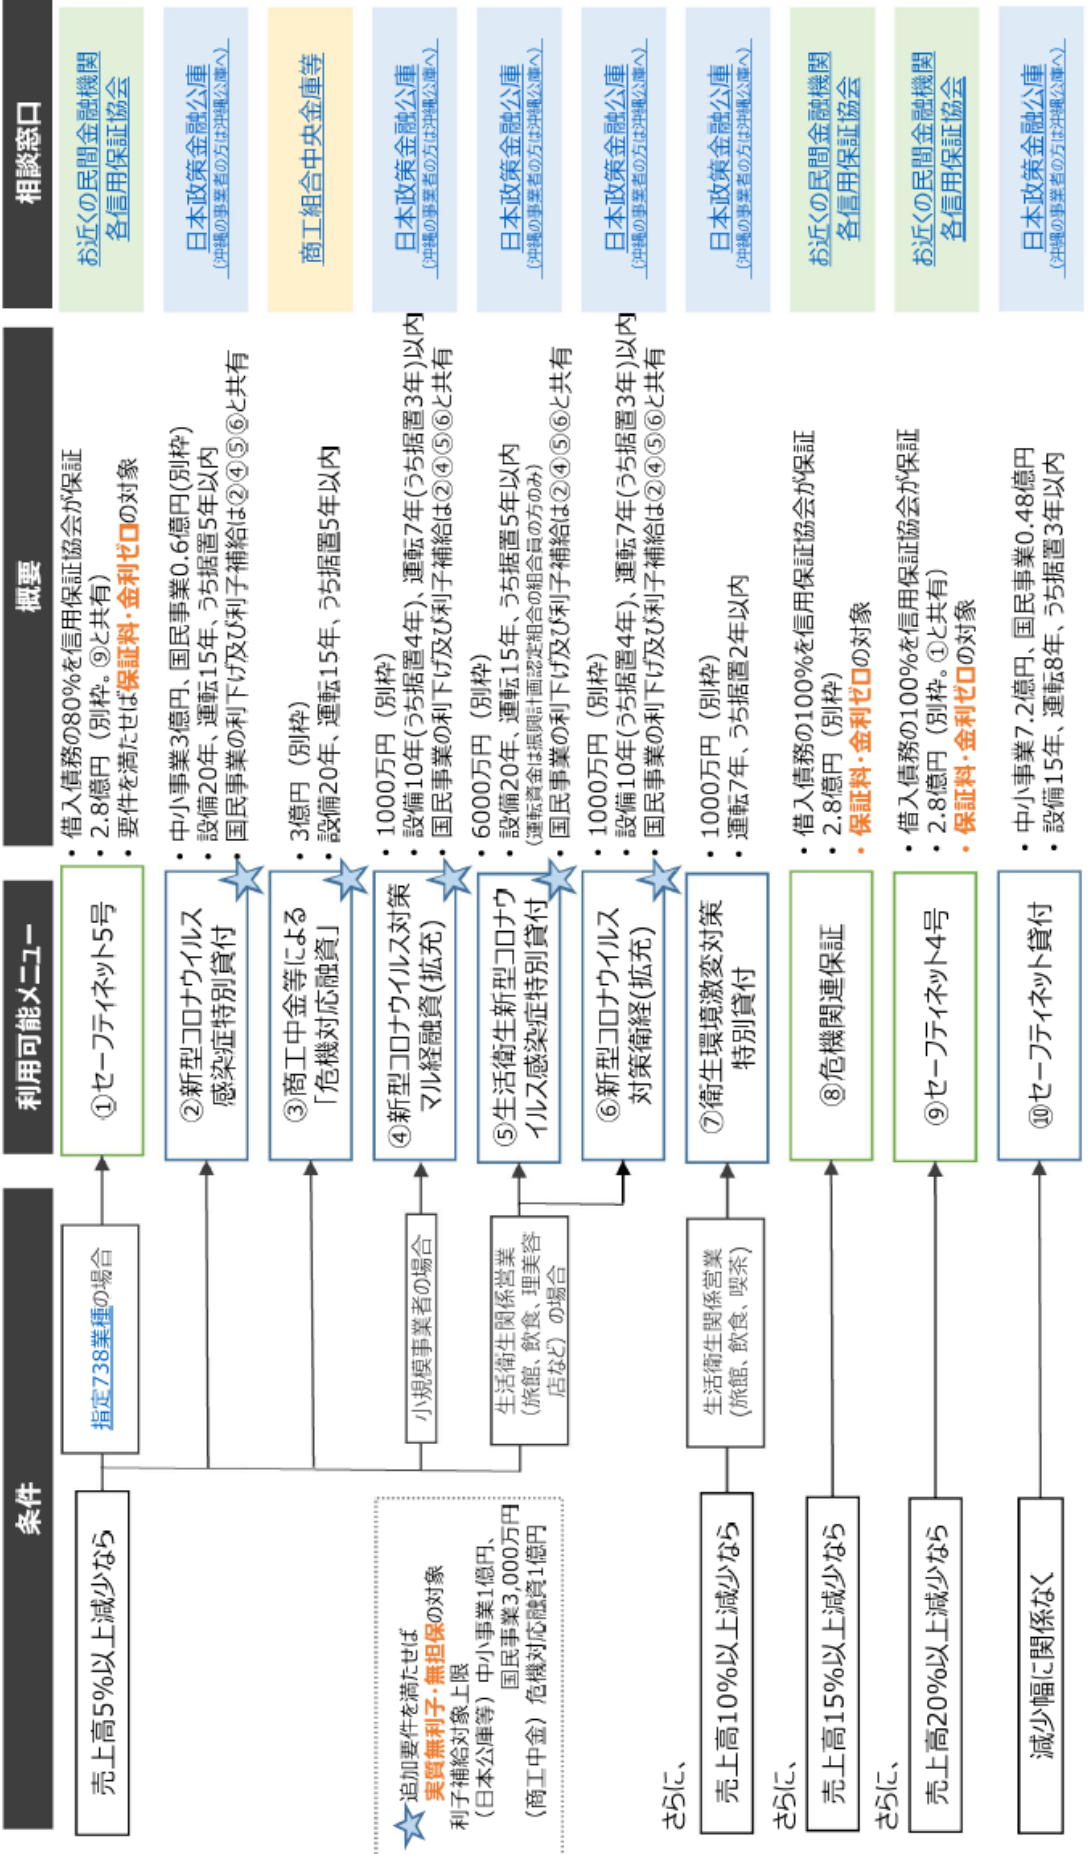 条件
利用可能メニュー
概要
相談窓口
売上高5%以上減少なら
指定738業種の場合
①セーフティネット5号
・借入債務の80%を信用保証協会が保証
・2.8億円（別枠。⑨と共有）
・要件を満たせば保証料・金利ゼロの対象
お近くの民間金融機関
各信用保証協会
②新型コロナウイルス
感染症特別貸付
・中小事業3億円、国民事業0.6億円(別枠)
・設備20年、運転15年、うち据置5年以内
・国民事業の利下げ及び利子補給は②④⑤⑥と共有
日本政策金融公庫
（沖縄の事業者の方は沖縄公庫へ）
③商工中金等による
「危機対応融資」
・3億円（別枠）
・設備20年、運転15年、うち据置5年以内
商工組合中央金庫等
小規模事業者の場合
④新型コロナウイルス対策
マル経融資(拡充)
・1000万円（別枠）
・設備10年(うち据置4年)、運転7年(うち据置3年)以内
・国民事業の利下げ及び利子補給は②④⑤⑥と共有
日本政策金融公庫
（沖縄の事業者の方は沖縄公庫へ）
生活衛生関係営業
（旅館、飲食、理美容
店など）の場合
⑤生活衛生新型コロナウ
イルス感染症特別貸付
・6000万円（別枠）
・設備20年、運転15年、うち据置5年以内
(運転資金は振興計画認定組合の組合員の方のみ)
・国民事業の利下げ及び利子補給は②④⑤⑥と共有
日本政策金融公庫
（沖縄の事業者の方は沖縄公庫へ）
⑥新型コロナウイルス
対策衛経(拡充)
・1000万円（別枠）
・設備10年(うち据置4年)、運転7年(うち据置3年)以内
・国民事業の利下げ及び利子補給は②④⑤⑥と共有
日本政策金融公庫
（沖縄の事業者の方は沖縄公庫へ）
追加要件を満たせば
実質無利子・無担保の対象
利子補給対象上限
（日本公庫等）中小事業1億円、
国民事業3,000万円
（商工中金）危機対応融資1億円
さらに、
売上高10%以上減少なら
生活衛生関係営業
(旅館、飲食、喫茶)
⑦衛生環境激変対策
特別貸付
・1000万円（別枠）
・運転7年、うち据置2年以内
日本政策金融公庫
（沖縄の事業者の方は沖縄公庫へ）
さらに、
売上高15%以上減少なら
⑧危機関連保証
・借入債務の100%を信用保証協会が保証
・2.8億円（別枠）
・保証料・金利ゼロの対象
お近くの民間金融機関
各信用保証協会
さらに、
売上高20%以上減少なら
⑨セーフティネット4号
・借入債務の100%を信用保証協会が保証
・2.8億円（別枠。①と共有）
・保証料・金利ゼロの対象
お近くの民間金融機関
各信用保証協会
減少幅に関係なく
⑩セーフティネット貸付
・中小事業7.2億円、国民事業0.48億円
・設備15年、運転8年、うち据置3年以内
日本政策金融公庫
（沖縄の事業者の方は沖縄公庫へ）